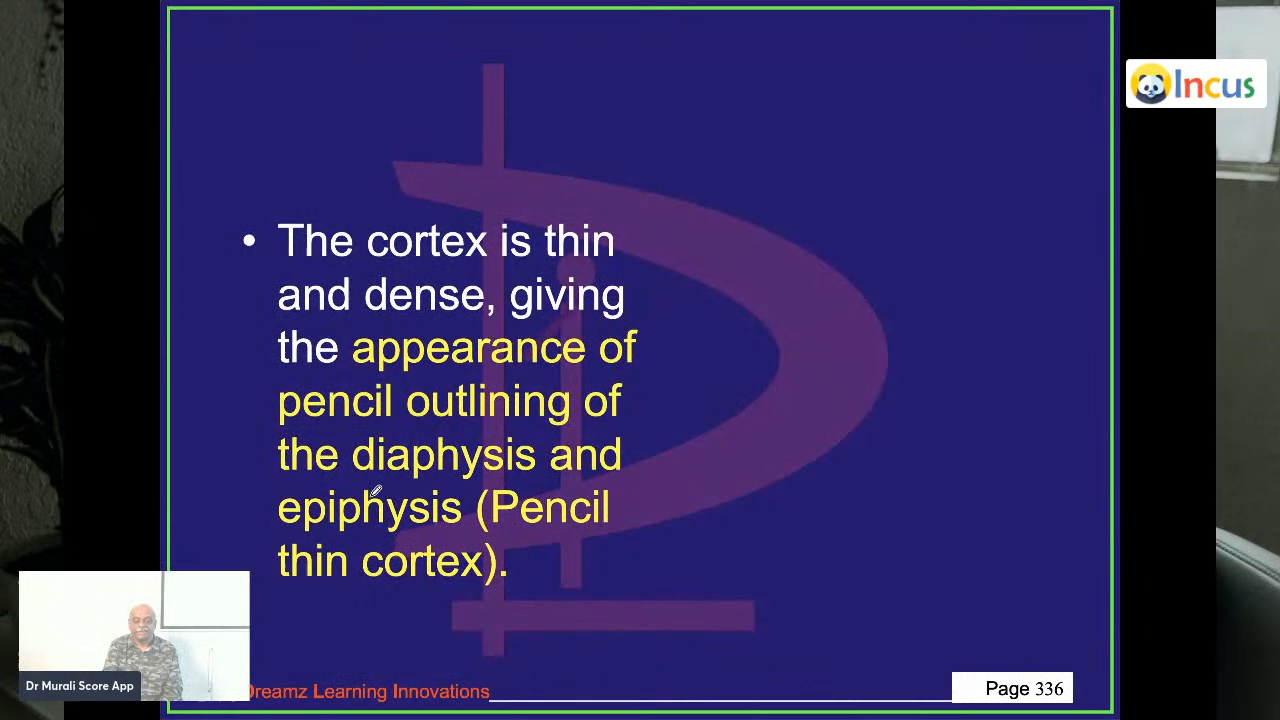 Incus
• The cortex is thin
and dense, giving
the appearance of
pencil outlining of
the diaphysis and
epiphysis (Pencil
thin cortex).
Dr Murali Score App
Dreamz Learning Innovations
Page 336